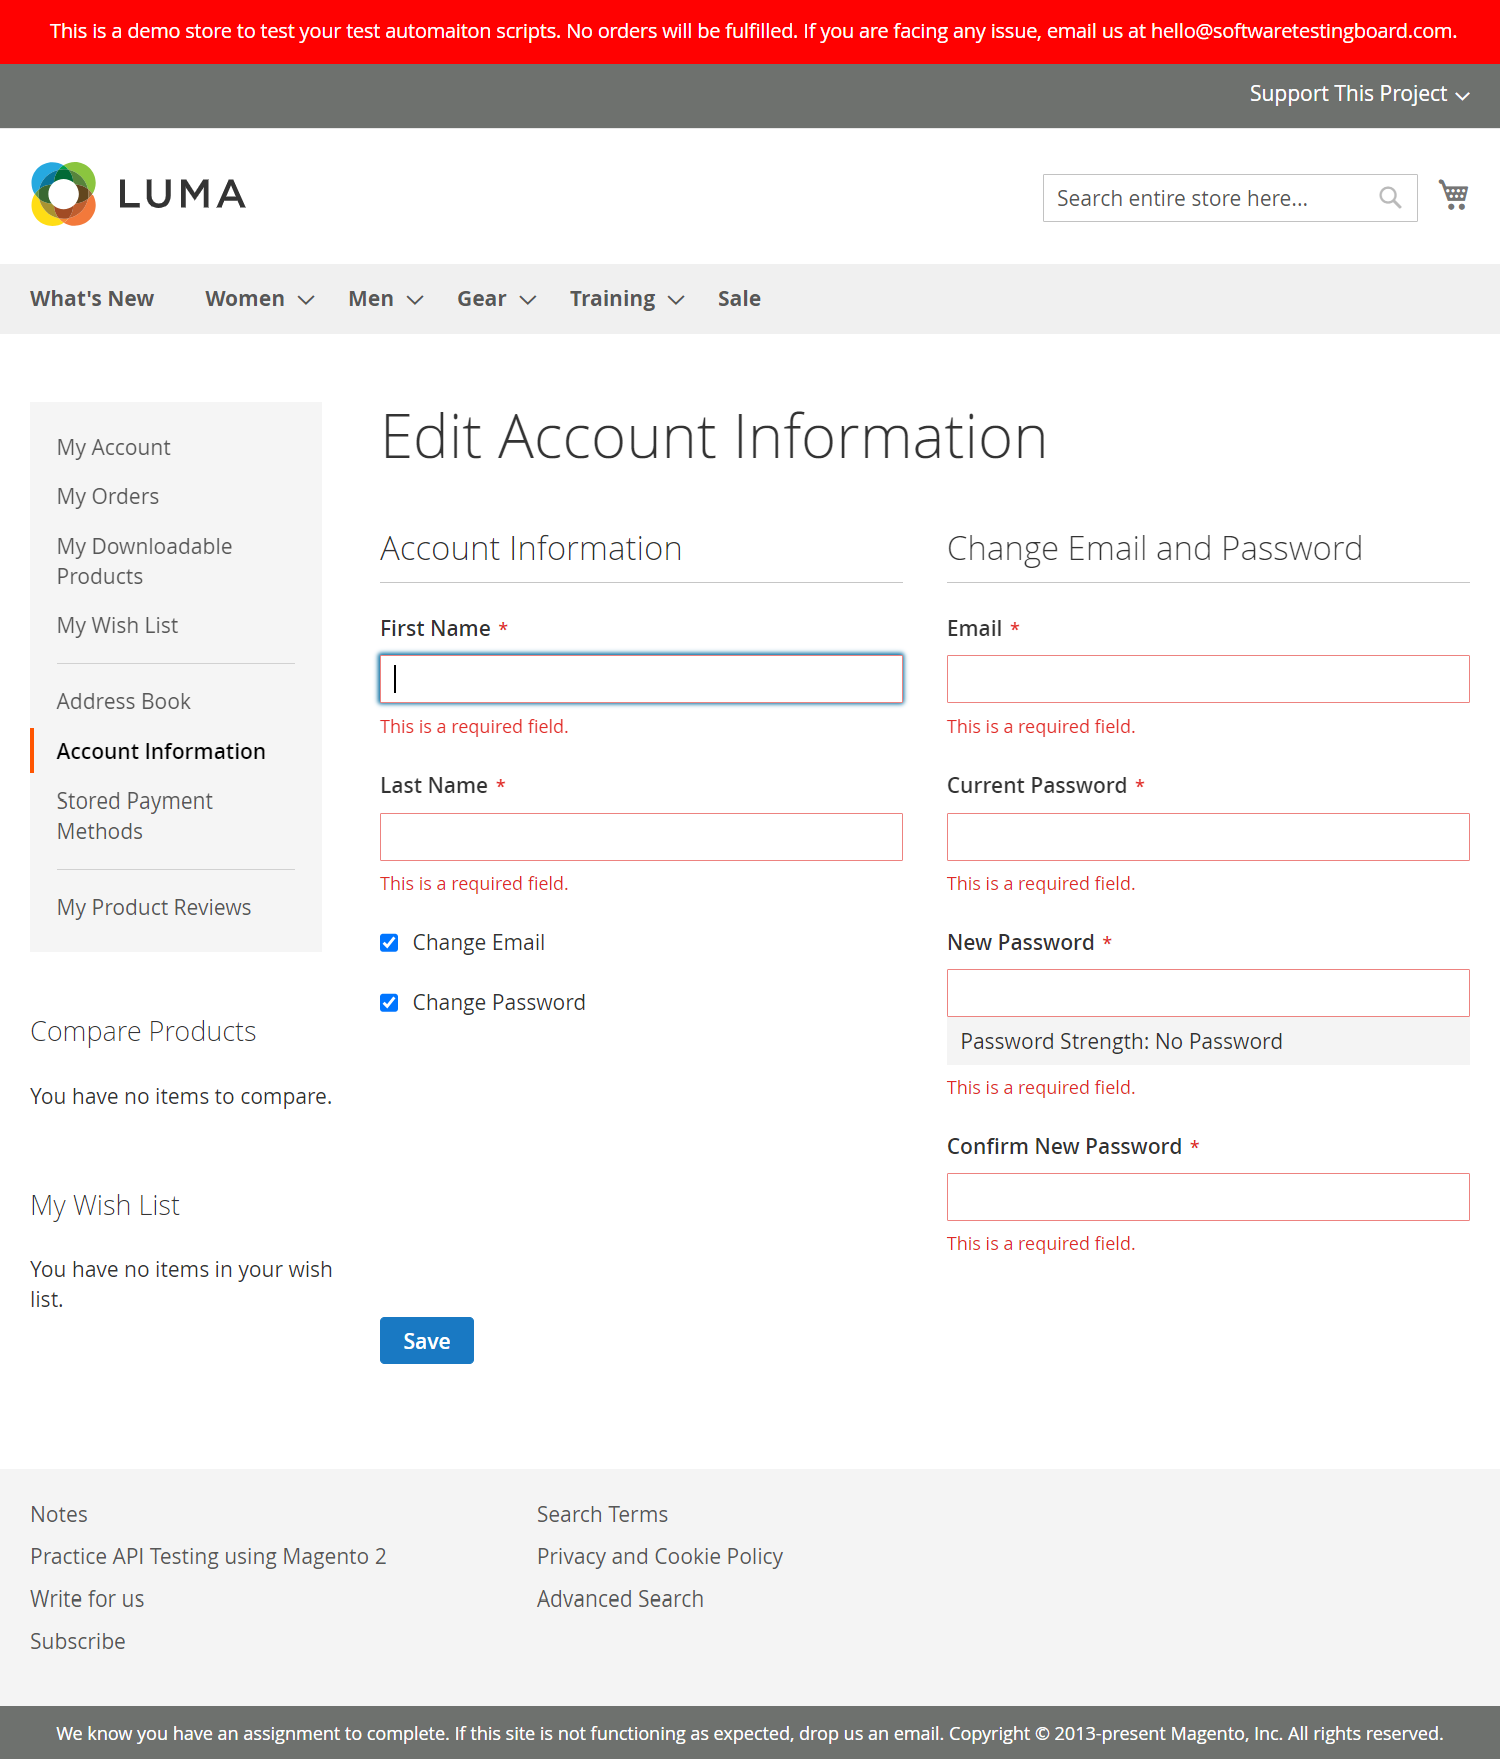 This is a demo store to test your test automaiton scripts. No orders will be fulfilled. If you are facing any issue, email us at hello@softwaretestingboard.com.
Support This Project
LUMA
Search entire store here...
What's New Women Men Gear Training Sale
My Account
My Orders
My Downloadable
Products
My Wish List
Address Book
Account Information
Stored Payment
Methods
My Product Reviews
Compare Products
You have no items to compare.
My Wish List
You have no items in your wish
list.
Edit Account Information
Account Information
First Name *
This is a required field.
Last Name *
This is a required field.
Change Email
Change Password
Change Email and Password
Email *
This is a required field.
Current Password *
This is a required field.
New Password *
Password Strength: No Password
This is a required field.
Confirm New Password *
This is a required field.
Save
Notes
Practice API Testing using Magento 2
Write for us
Subscribe
Search Terms
Privacy and Cookie Policy
Advanced Search
We know you have an assignment to complete. If this site is not functioning as expected, drop us an email. Copyright © 2013-present Magento, Inc. All rights reserved.